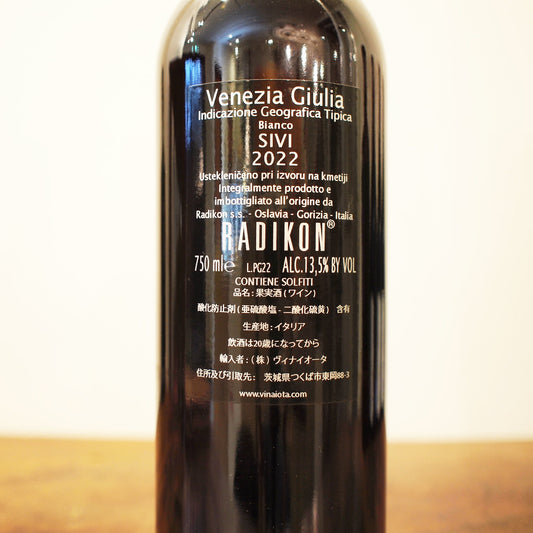 Venezia Giulia
Indicazione Geografica Tipica
Bianco
SIVI
2022
Ustekleničeno pri izvoru na kmetiji
Integralmente prodotto e
imbottigliato all'origine da
Radikon s.s. - Oslavia - Gorizia - Italia
RADIKON®
750 ml℮ L.PG22 ALC.13,5% BY VOL
CONTIENE SOLFITI
品名 : 果実酒 (ワイン)
酸化防止剤 ( 亜硫酸塩 - 二酸化硫黄 ) 含有
生産地 : イタリア
飲酒は20歳になってから
輸入者 : (株) ヴィナイオータ
住所及び引取先 : 茨城県つくば市東岡88-3
www.vinaiota.com